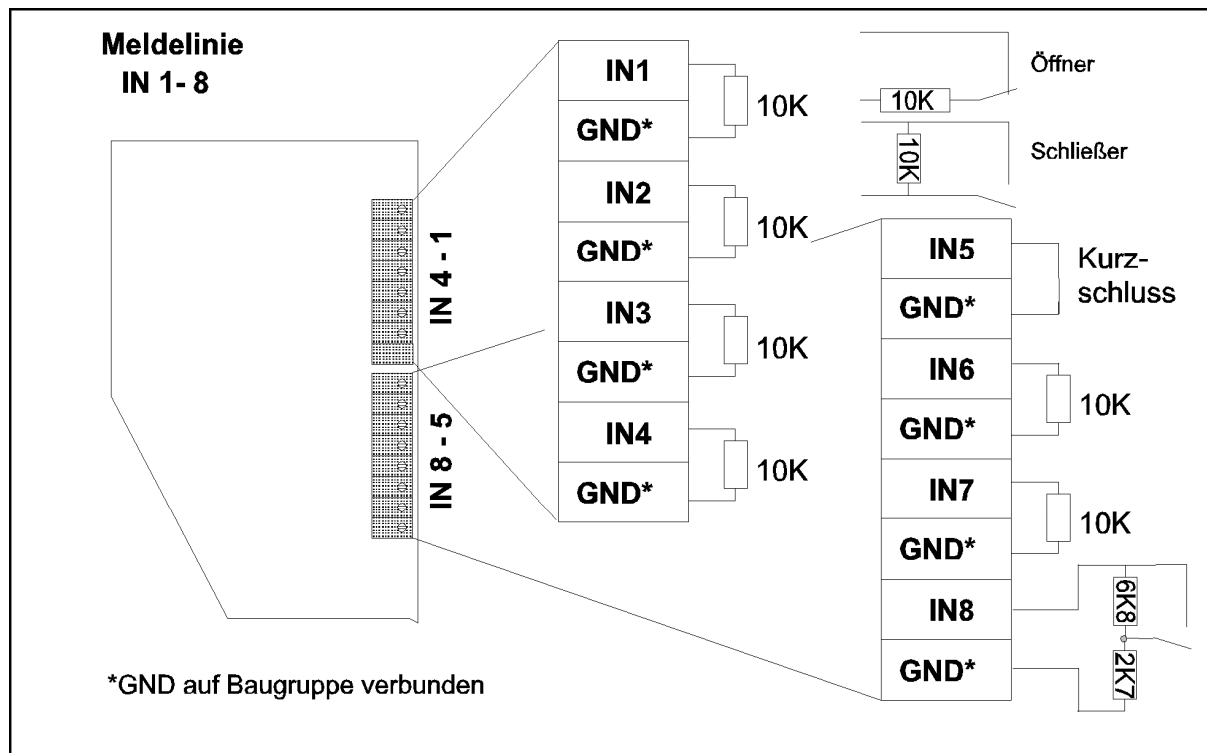 Meldelinie
IN 1- 8
IN 4 - 1
IN 8 - 5
IN1
GND*
10K
IN2
GND*
10K
IN3
GND*
10K
IN4
GND*
10K
Öffner
10K
Schließer
10K
IN5
GND*
Kurz-
schluss
IN6
GND*
10K
IN7
GND*
10K
IN8
GND*
6K8
2K7
*GND auf Baugruppe verbunden